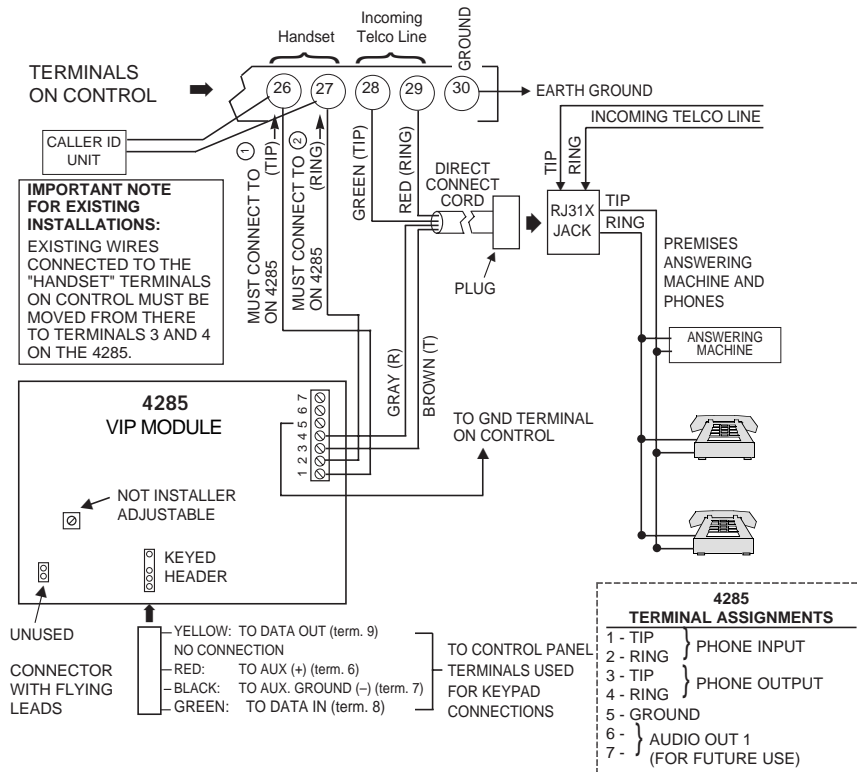 Incoming
Telco Line
Handset
GROUND
TERMINALS
ON CONTROL
26
27
28
29
30
EARTH GROUND
INCOMING TELCO LINE
CALLER ID
UNIT
MUST CONNECT TO 1 (TIP)
ON 4285
MUST CONNECT TO 2 (RING)
ON 4285
GREEN (TIP)
RED (RING)
DIRECT
CONNECT
CORD
PLUG
TIP
RING
RJ31X
JACK
TIP
RING
PREMISES
ANSWERING
MACHINE AND
PHONES
ANSWERING
MACHINE
IMPORTANT NOTE
FOR EXISTING
INSTALLATIONS:
EXISTING WIRES
CONNECTED TO THE
"HANDSET" TERMINALS
ON CONTROL MUST BE
MOVED FROM THERE
TO TERMINALS 3 AND 4
ON THE 4285.
GRAY (R)
BROWN (T)
4285
VIP MODULE
1 2 3 4 5 6 7
TO GND TERMINAL
ON CONTROL
NOT INSTALLER
ADJUSTABLE
KEYED
HEADER
UNUSED
CONNECTOR
WITH FLYING
LEADS
YELLOW: TO DATA OUT (term. 9)
NO CONNECTION
RED: TO AUX (+) (term. 6)
BLACK: TO AUX. GROUND (–) (term. 7)
GREEN: TO DATA IN (term. 8)
TO CONTROL PANEL
TERMINALS USED
FOR KEYPAD
CONNECTIONS
4285
TERMINAL ASSIGNMENTS
1 - TIP
2 - RING
PHONE INPUT
3 - TIP
4 - RING
PHONE OUTPUT
5 - GROUND
6 -
7 -
AUDIO OUT 1
(FOR FUTURE USE)